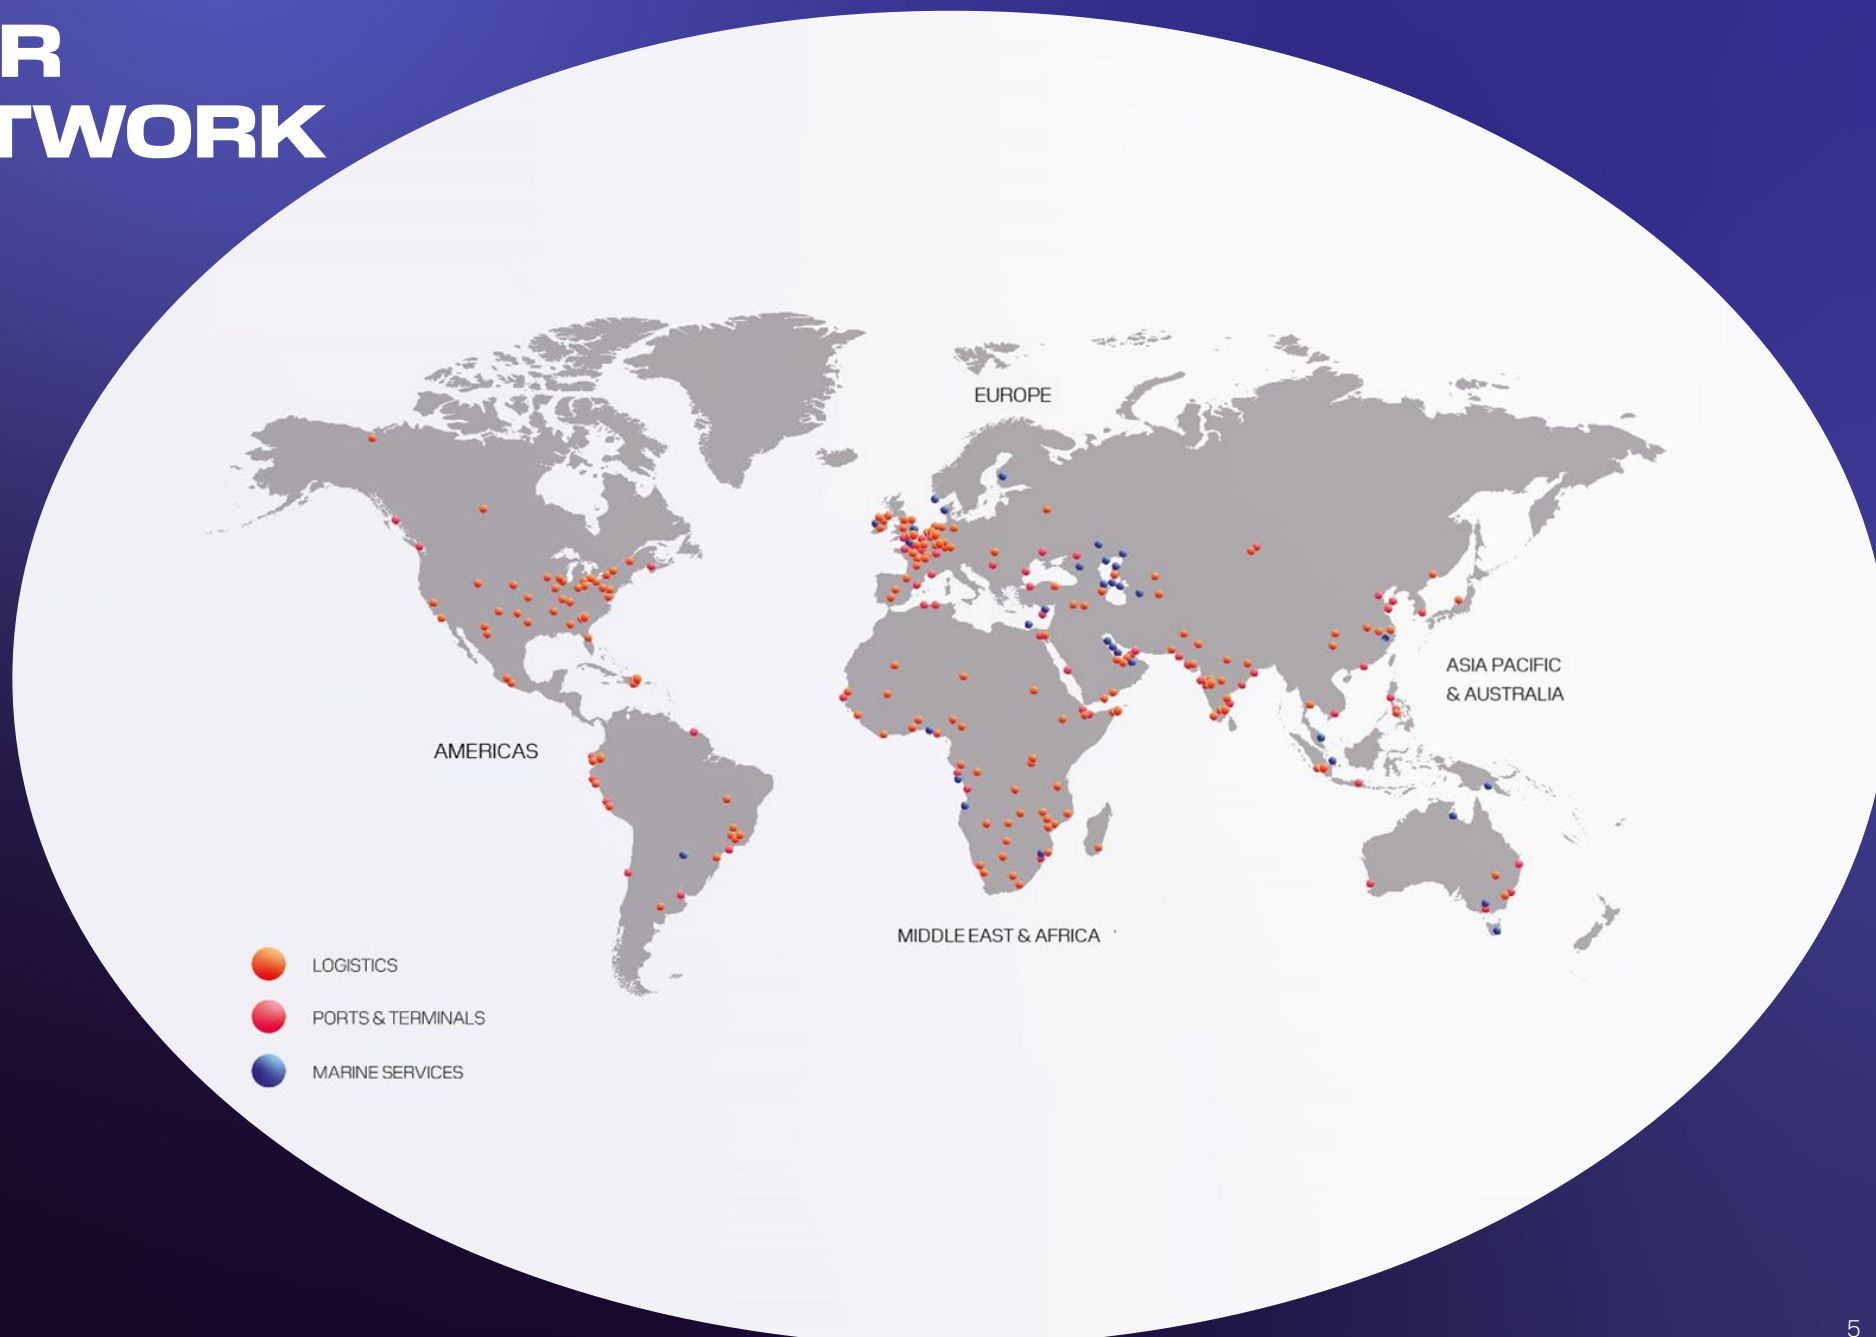 R
TWORK
EUROPE
ASIA PACIFIC
& AUSTRALIA
AMERICAS
MIDDLE EAST & AFRICA
LOGISTICS
PORTS & TERMINALS
MARINE SERVICES
5